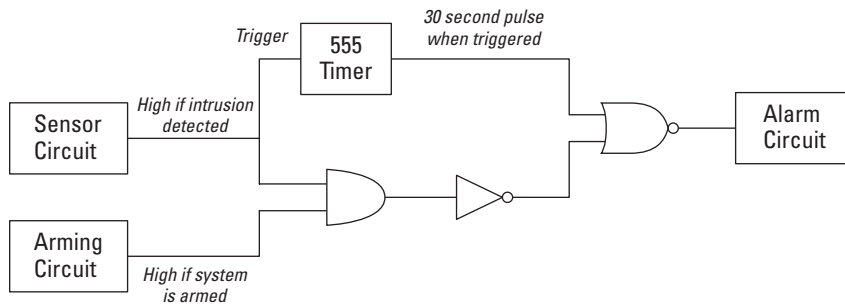 30 second pulse
when triggered
Trigger
555
Timer
High if intrusion
detected
Sensor
Circuit
Alarm
Circuit
Arming
Circuit
High if system
is armed